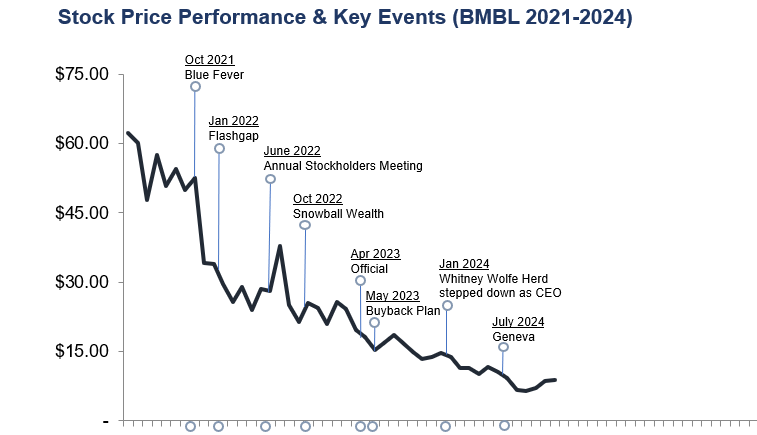 Stock Price Performance & Key Events (BMBL 2021-2024)
$75.00
$60.00
$45.00
$30.00
$15.00
-
Oct 2021
Blue Fever
Jan 2022
Flashgap
June 2022
Annual Stockholders Meeting
Oct 2022
Snowball Wealth
Apr 2023
Official
May 2023
Buyback Plan
Jan 2024
Whitney Wolfe Herd
stepped down as CEO
July 2024
Geneva